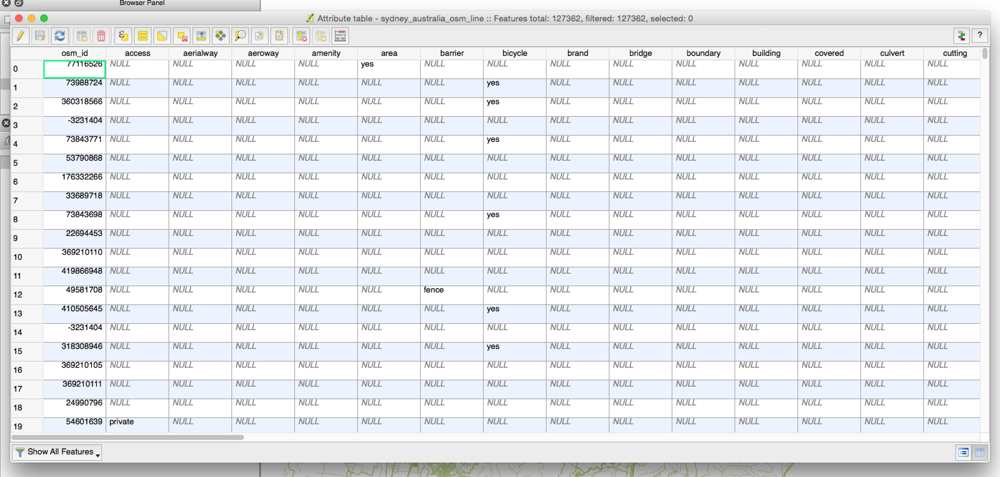 Browser Panel
Attribute table - sydney_australia_osm_line :: Features total: 127362, filtered: 127362, selected: 0
ε ?
osm_id access aerialway aeroway amenity area barrier bicycle brand bridge boundary building covered culvert cutting
0 77116526 NULL NULL NULL NULL yes NULL NULL NULL NULL NULL NULL NULL NULL NULL
1 73988724 NULL NULL NULL NULL NULL NULL yes NULL NULL NULL NULL NULL NULL NULL
2 360318566 NULL NULL NULL NULL NULL NULL yes NULL NULL NULL NULL NULL NULL NULL
3 -3231404 NULL NULL NULL NULL NULL NULL NULL NULL NULL NULL NULL NULL NULL NULL
4 73843771 NULL NULL NULL NULL NULL NULL yes NULL NULL NULL NULL NULL NULL NULL
5 53790868 NULL NULL NULL NULL NULL NULL NULL NULL NULL NULL NULL NULL NULL NULL
6 176332266 NULL NULL NULL NULL NULL NULL NULL NULL NULL NULL NULL NULL NULL NULL
7 33689718 NULL NULL NULL NULL NULL NULL NULL NULL NULL NULL NULL NULL NULL NULL
8 73843698 NULL NULL NULL NULL NULL NULL yes NULL NULL NULL NULL NULL NULL NULL
9 22694453 NULL NULL NULL NULL NULL NULL NULL NULL NULL NULL NULL NULL NULL NULL
10 369210110 NULL NULL NULL NULL NULL NULL NULL NULL NULL NULL NULL NULL NULL NULL
11 419866948 NULL NULL NULL NULL NULL NULL NULL NULL NULL NULL NULL NULL NULL NULL
12 49581708 NULL NULL NULL NULL NULL fence NULL NULL NULL NULL NULL NULL NULL NULL
13 410505645 NULL NULL NULL NULL NULL NULL yes NULL NULL NULL NULL NULL NULL NULL
14 -3231404 NULL NULL NULL NULL NULL NULL NULL NULL NULL NULL NULL NULL NULL NULL
15 318308946 NULL NULL NULL NULL NULL NULL yes NULL NULL NULL NULL NULL NULL NULL
16 369210105 NULL NULL NULL NULL NULL NULL NULL NULL NULL NULL NULL NULL NULL NULL
17 369210111 NULL NULL NULL NULL NULL NULL NULL NULL NULL NULL NULL NULL NULL NULL
18 24990796 NULL NULL NULL NULL NULL NULL NULL NULL NULL NULL NULL NULL NULL NULL
19 54601639 private NULL NULL NULL NULL NULL NULL NULL NULL NULL NULL NULL NULL NULL
Show All Features